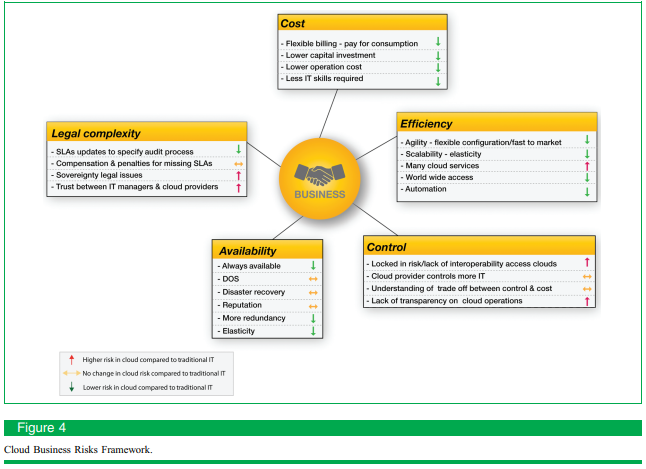 Cost
- Flexible billing - pay for consumption ↓
- Lower capital investment ↓
- Lower operation cost ↓
- Less IT skills required ↓
Legal complexity
- SLAs updates to specify audit process ↓
- Compensation & penalties for missing SLAs ↔
- Sovereignty legal issues ↑
- Trust between IT managers & cloud providers ↑
Efficiency
- Agility - flexible configuration/fast to market ↓
- Scalability - elasticity ↓
- Many cloud services ↑
- World wide access ↓
- Automation ↓
BUSINESS
Availability
- Always available ↓
- DOS ↔
- Disaster recovery ↔
- Reputation ↔
- More redundancy ↓
- Elasticity ↓
Control
- Locked in risk/lack of interoperability access clouds ↑
- Cloud provider controls more IT ↔
- Understanding of trade off between control & cost ↔
- Lack of transparency on cloud operations ↑
↑ Higher risk in cloud compared to traditional IT
↔ No change in cloud risk compared to traditional IT
↓ Lower risk in cloud compared to traditional IT
Figure 4
Cloud Business Risks Framework.